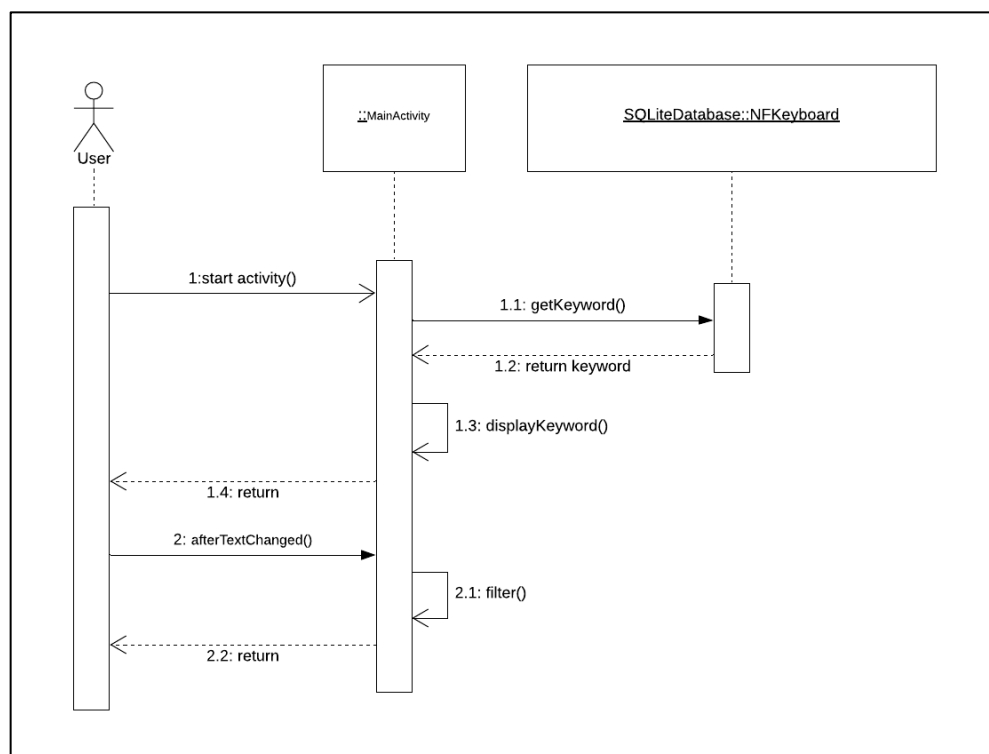 ::MainActivity
SQLiteDatabase::NFKeyboard
User
1:start activity()
1.1: getKeyword()
1.2: return keyword
1.3: displayKeyword()
1.4: return
2: afterTextChanged()
2.1: filter()
2.2: return